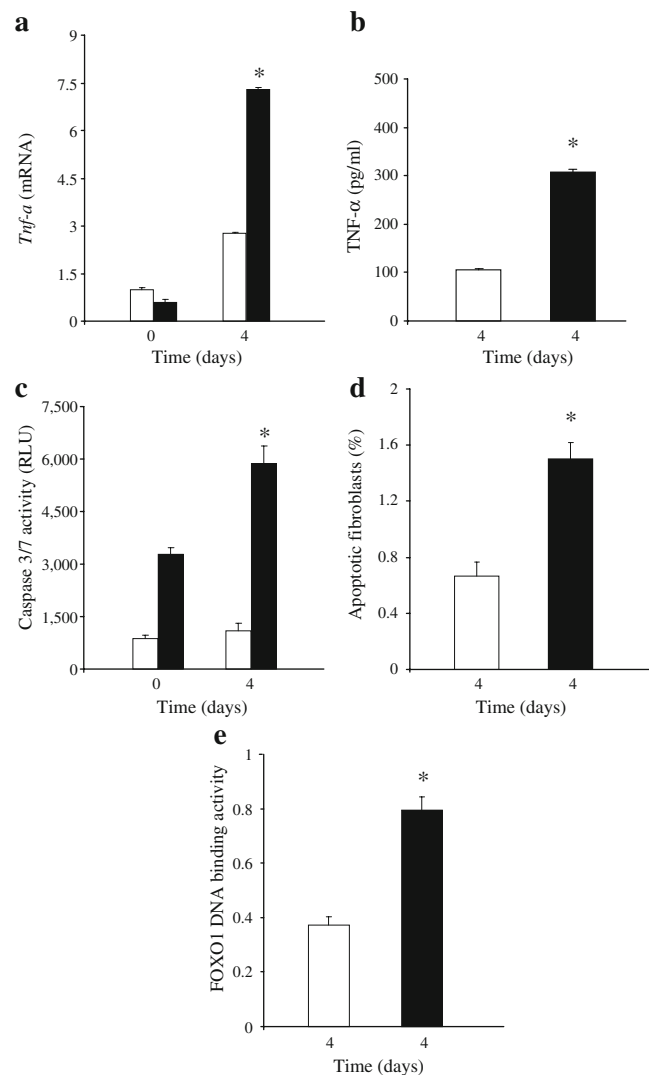 a
9
7.5
6
4.5
3
1.5
0
Tnf-a (mRNA)
*
0 4
Time (days)
b
500
400
300
200
100
0
TNF-α (pg/ml)
*
4 4
Time (days)
c
7,500
6,000
4,500
3,000
1,500
0
Caspase 3/7 activity (RLU)
*
0 4
Time (days)
d
2
1.6
1.2
0.8
0.4
0
Apoptotic fibroblasts (%)
*
4 4
Time (days)
e
1
0.8
0.6
0.4
0.2
0
FOXO1 DNA binding activity
*
4 4
Time (days)